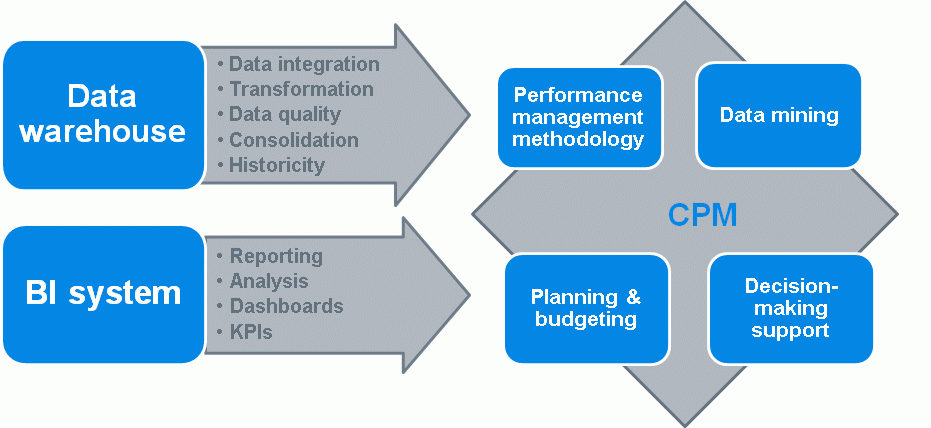 Data
warehouse
• Data integration
• Transformation
• Data quality
• Consolidation
• Historicity
BI system
• Reporting
• Analysis
• Dashboards
• KPIs
Performance
management
methodology
Data mining
CPM
Planning &
budgeting
Decision-
making
support